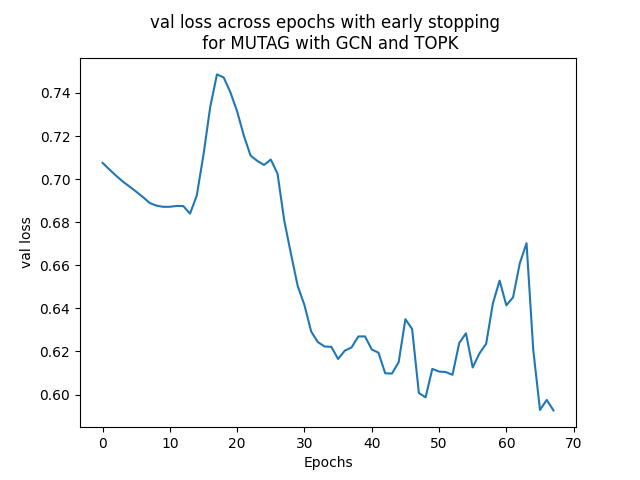 val loss across epochs with early stopping
for MUTAG with GCN and TOPK
val loss
0.74
0.72
0.70
0.68
0.66
0.64
0.62
0.60
0 10 20 30 40 50 60 70
Epochs